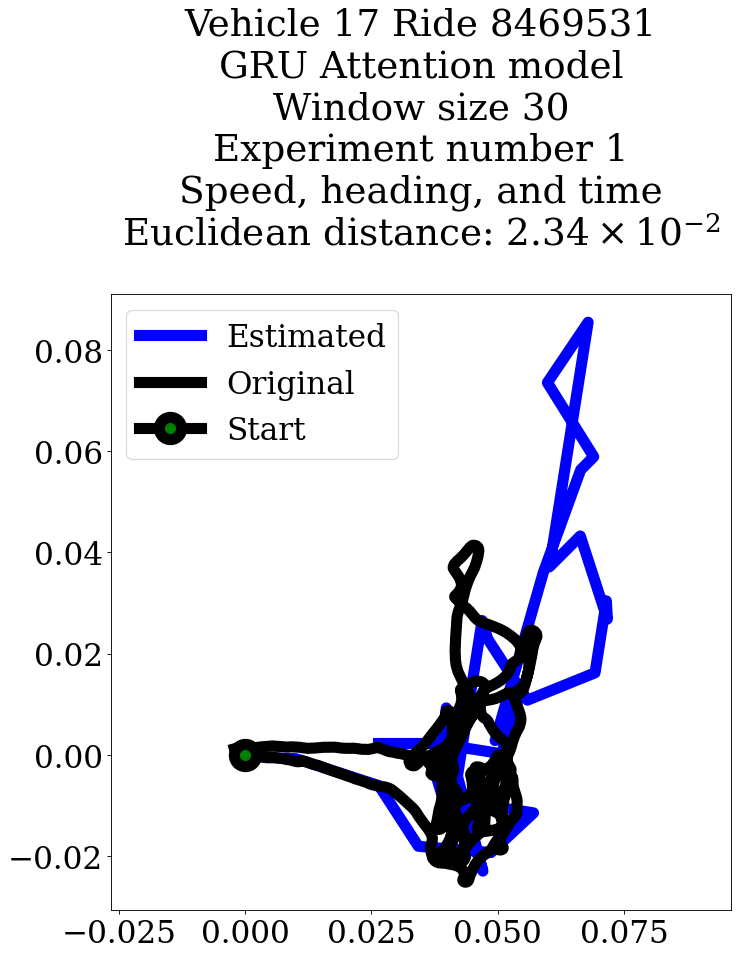 Vehicle 17 Ride 8469531
GRU Attention model
Window size 30
Experiment number 1
Speed, heading, and time
Euclidean distance: 2.34 × 10⁻²
Estimated
Original
Start
0.08
0.06
0.04
0.02
0.00
−0.02
−0.025 0.000 0.025 0.050 0.075